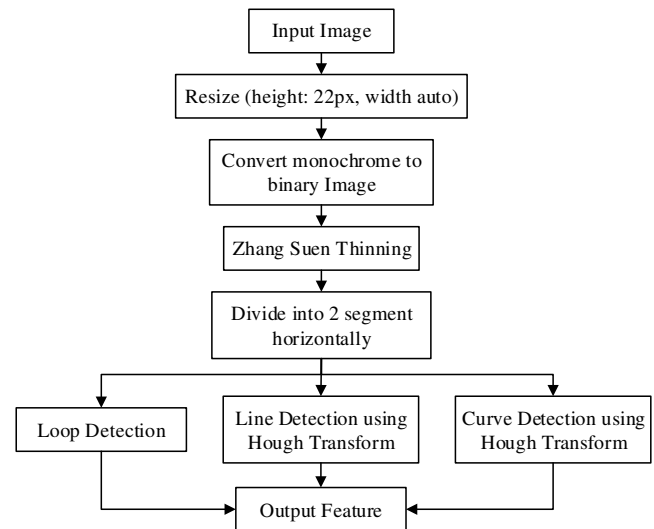 Input Image
Resize (height: 22px, width auto)
Convert monochrome to
binary Image
Zhang Suen Thinning
Divide into 2 segment
horizontally
Loop Detection
Line Detection using
Hough Transform
Curve Detection using
Hough Transform
Output Feature